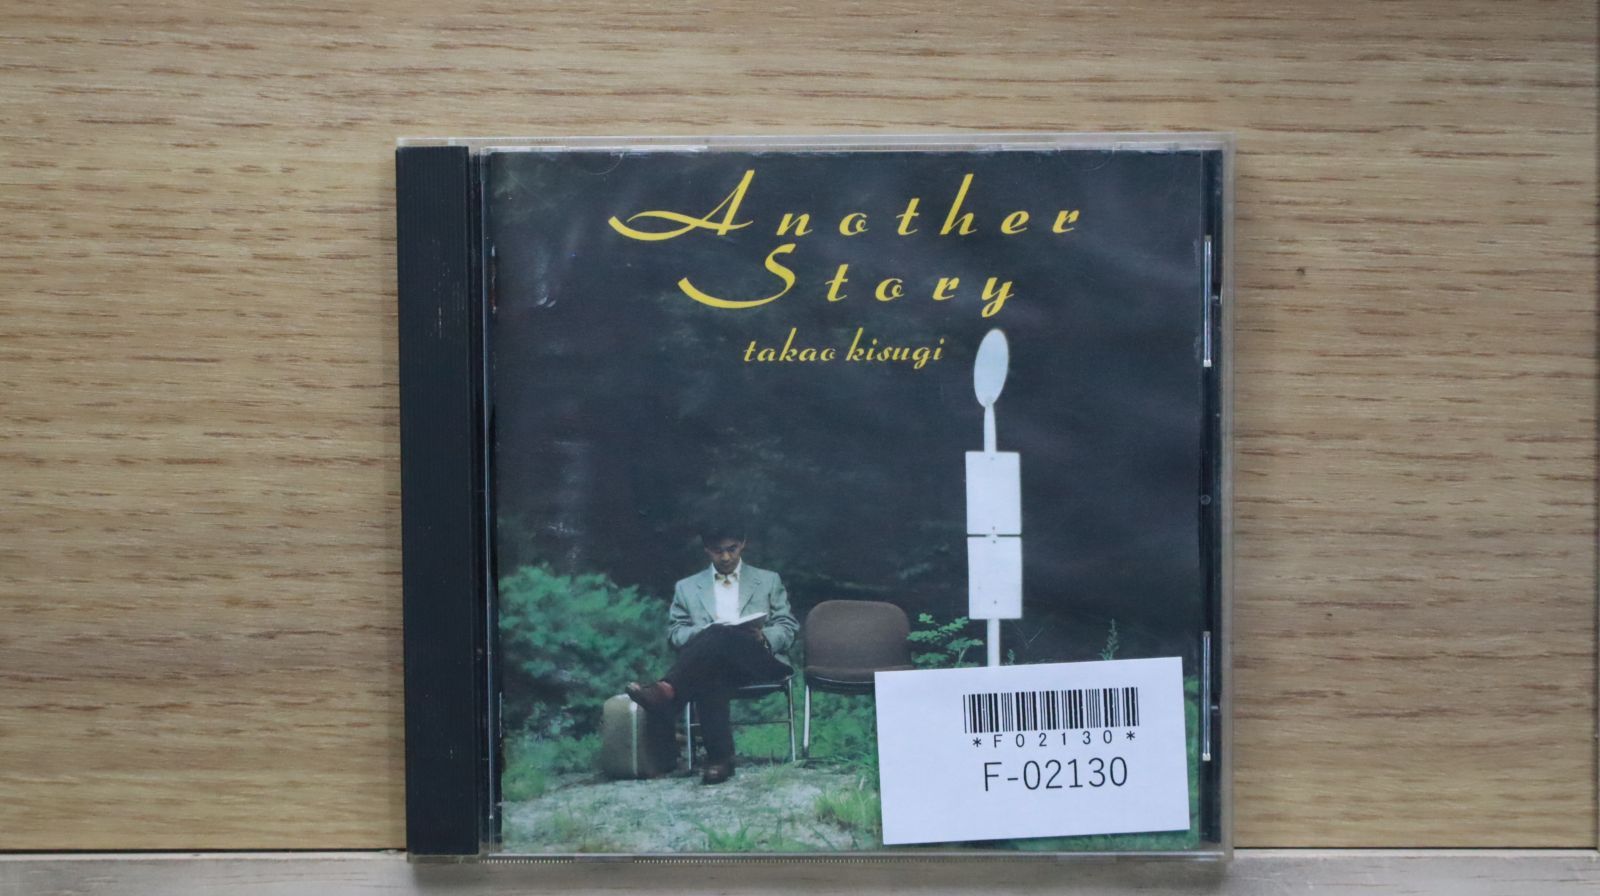 Another
Story
takao kisugi
*F02130*
F-02130